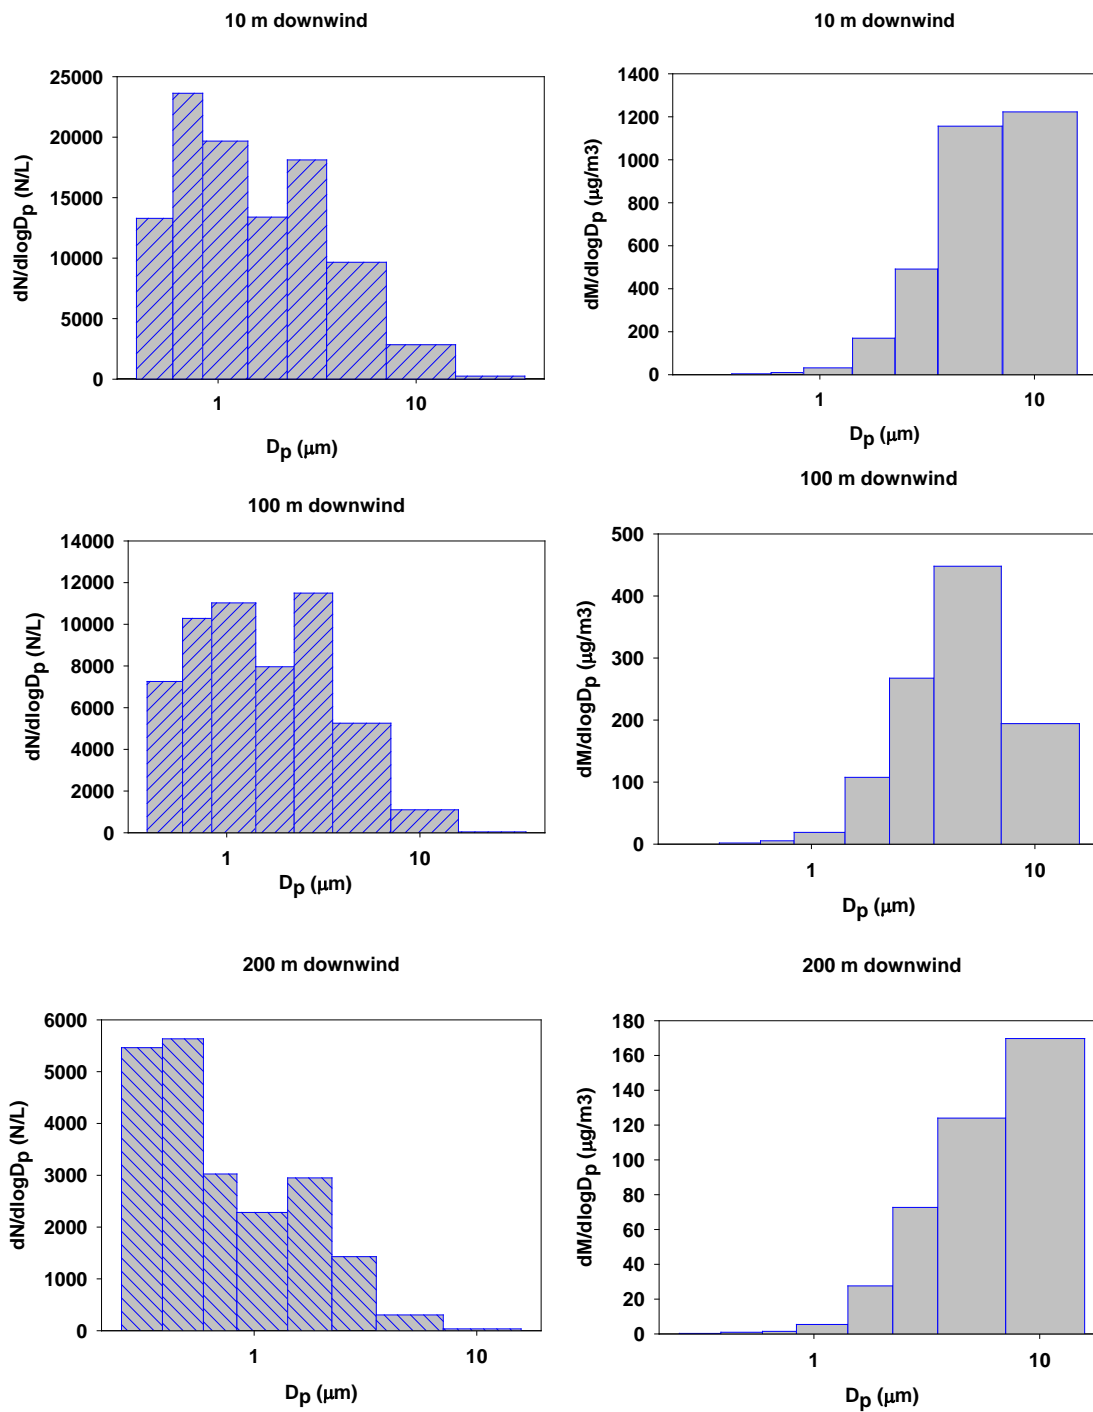 10 m downwind
25000
20000
15000
10000
5000
0
dN/dlogDp (N/L)
1 10
Dp (μm)
10 m downwind
1400
1200
1000
800
600
400
200
0
dM/dlogDp (μg/m3)
1 10
Dp (μm)
100 m downwind
14000
12000
10000
8000
6000
4000
2000
0
dN/dlogDp (N/L)
1 10
Dp (μm)
100 m downwind
500
400
300
200
100
0
dM/dlogDp (μg/m3)
1 10
Dp (μm)
200 m downwind
6000
5000
4000
3000
2000
1000
0
dN/dlogDp (N/L)
1 10
Dp (μm)
200 m downwind
180
160
140
120
100
80
60
40
20
0
dM/dlogDp (μg/m3)
1 10
Dp (μm)